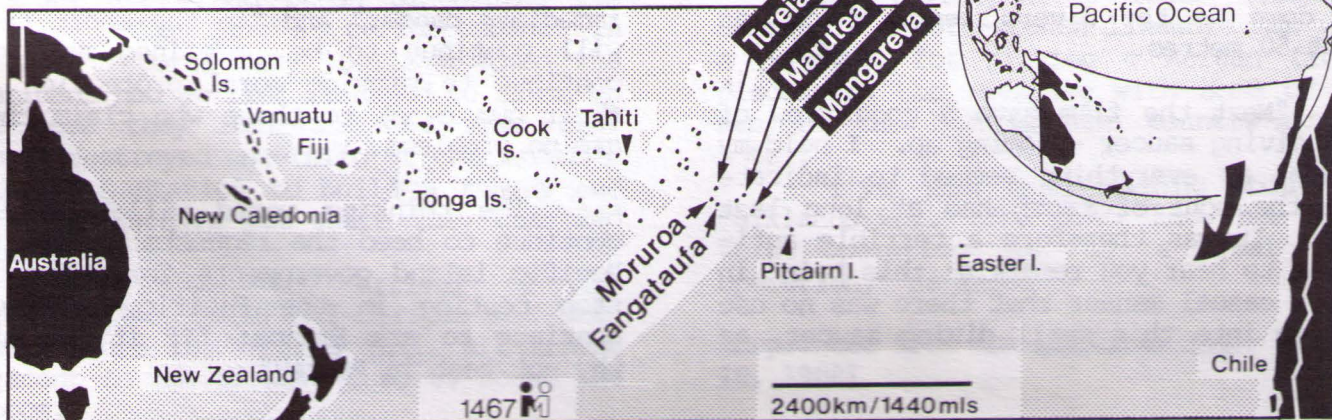 Pacific Ocean
Marutea
Mangareva
Solomon
Is.
Vanuatu
Fiji
New Caledonia
Tonga Is.
Cook
Is.
Tahiti
Moruroa
Fangataufa
Pitcairn I.
Easter I.
Australia
New Zealand
Chile
1467
2400km/1440mls